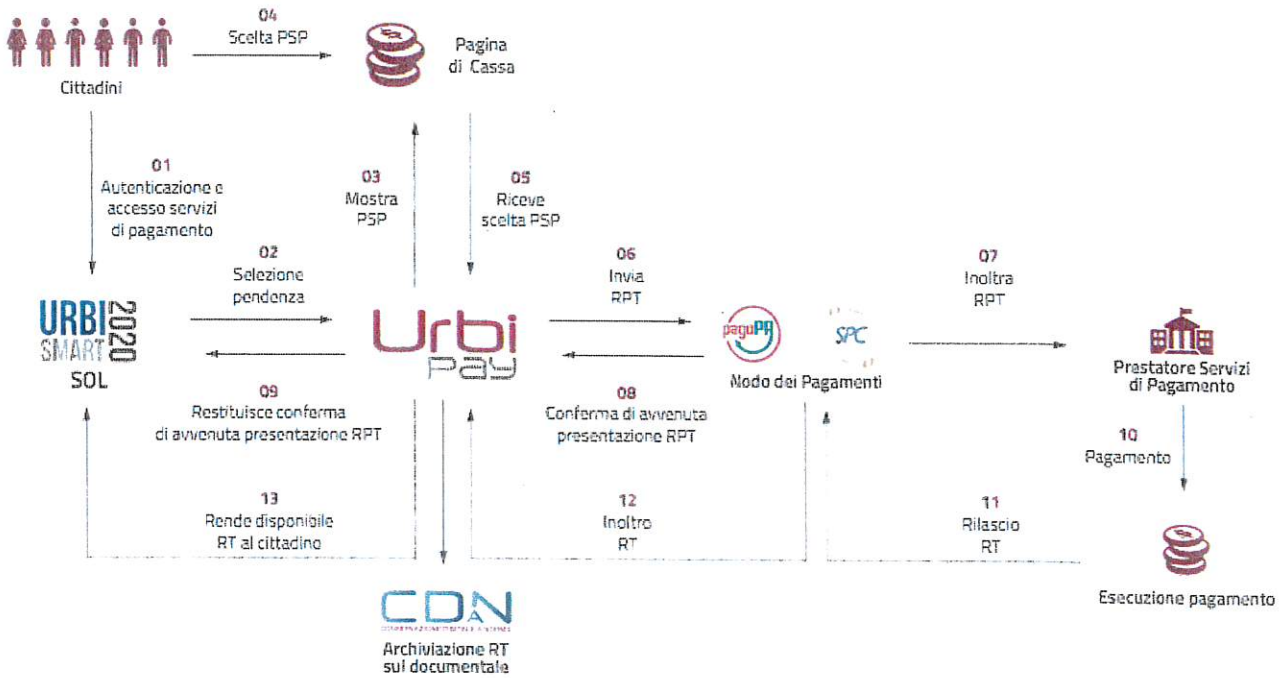 04
Scelta PSP
Cittadini
Pagina
di Cassa
01
Autenticazione e
accesso servizi
di pagamento
03
Mostra
PSP
05
Riceve
scelta PSP
02
Selezione
pendenza
06
Invia
RPT
07
Inoltra
RPT
URBI
SMART
2020
SOL
Urbi
Pay
pagoPA
SPC
Nodo dei Pagamenti
Prestatore Servizi
di Pagamento
09
Restituisce conferma
di avvenuta presentazione RPT
08
Conferma di avvenuta
presentazione RPT
10
Pagamento
13
Rende disponibile
RT al cittadino
12
Inoltro
RT
11
Rilascio
RT
Esecuzione pagamento
CDAN
Archiviazione RT
sul documentale